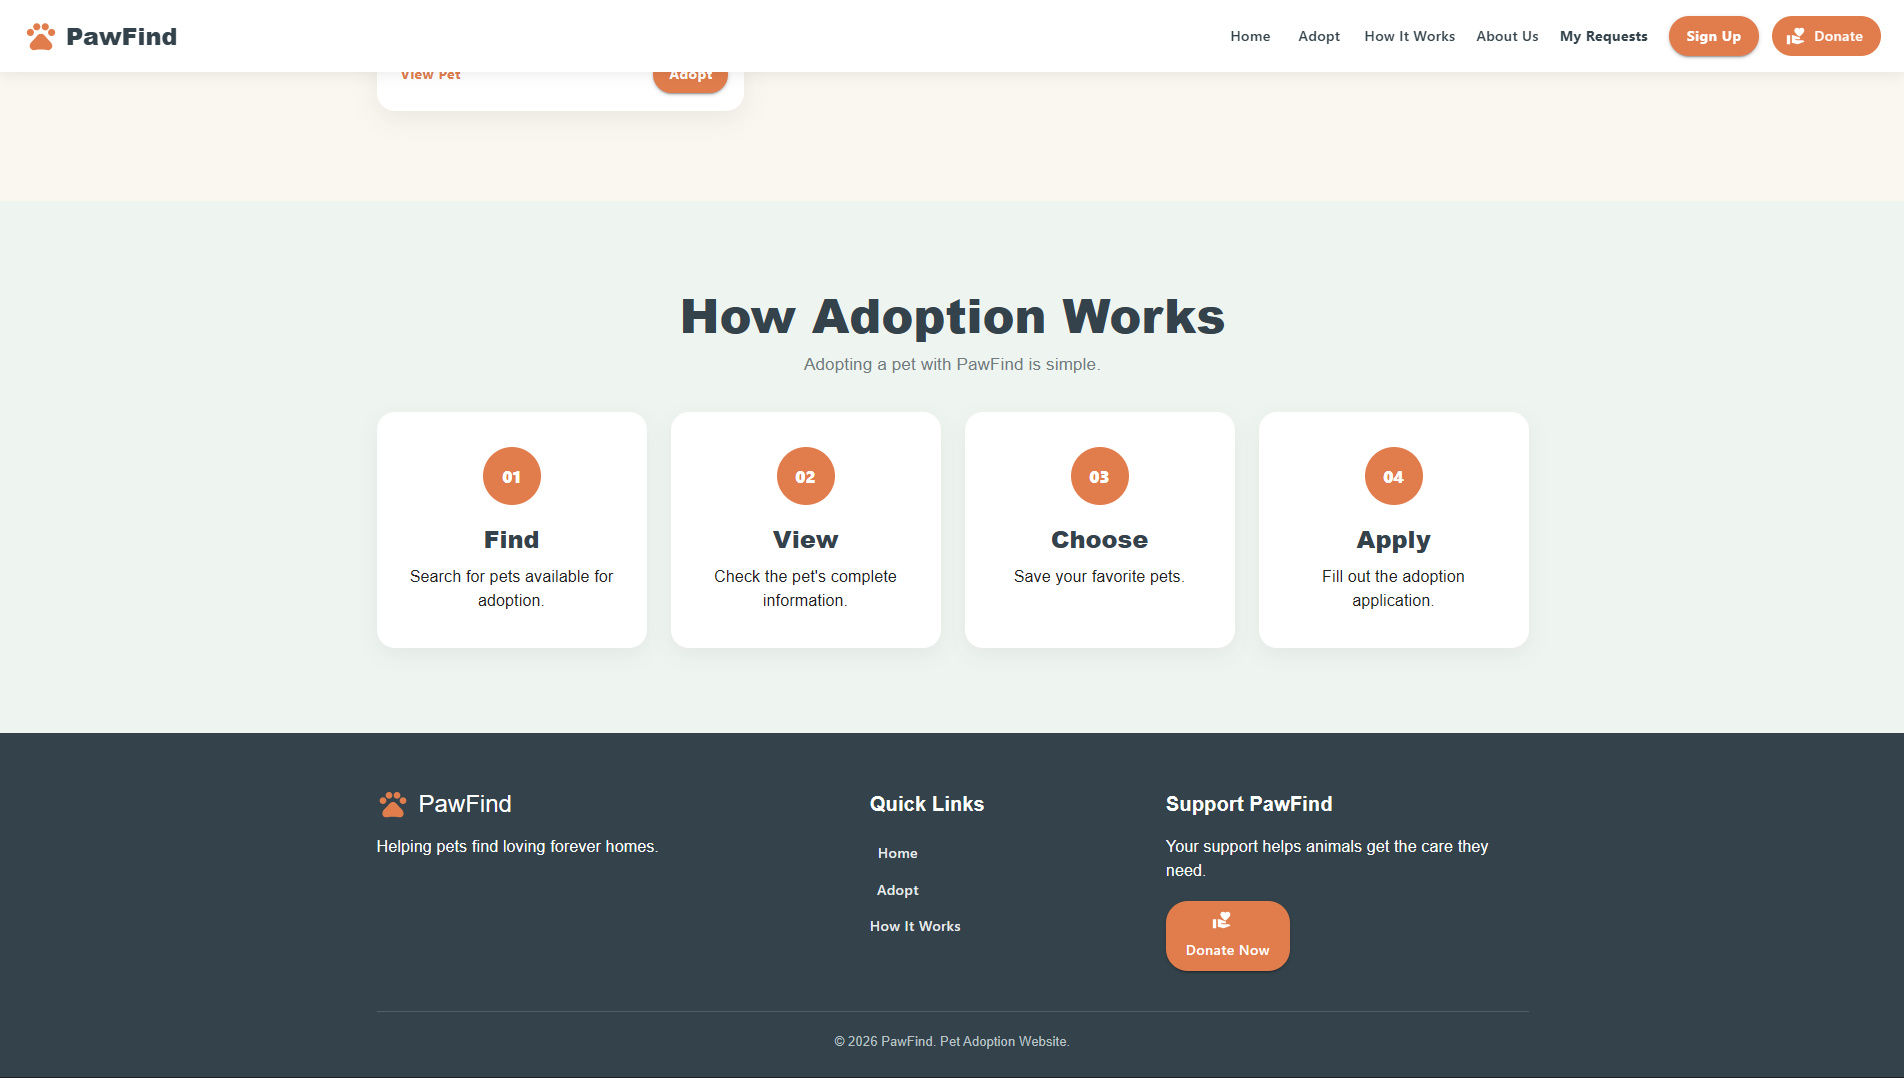 PawFind
Home Adopt How It Works About Us My Requests Sign Up Donate
View Pet Adopt
How Adoption Works
Adopting a pet with PawFind is simple.
01
Find
Search for pets available for
adoption.
02
View
Check the pet's complete
information.
03
Choose
Save your favorite pets.
04
Apply
Fill out the adoption
application.
PawFind
Helping pets find loving forever homes.
Quick Links
Home
Adopt
How It Works
Support PawFind
Your support helps animals get the care they
need.
Donate Now
© 2026 PawFind. Pet Adoption Website.